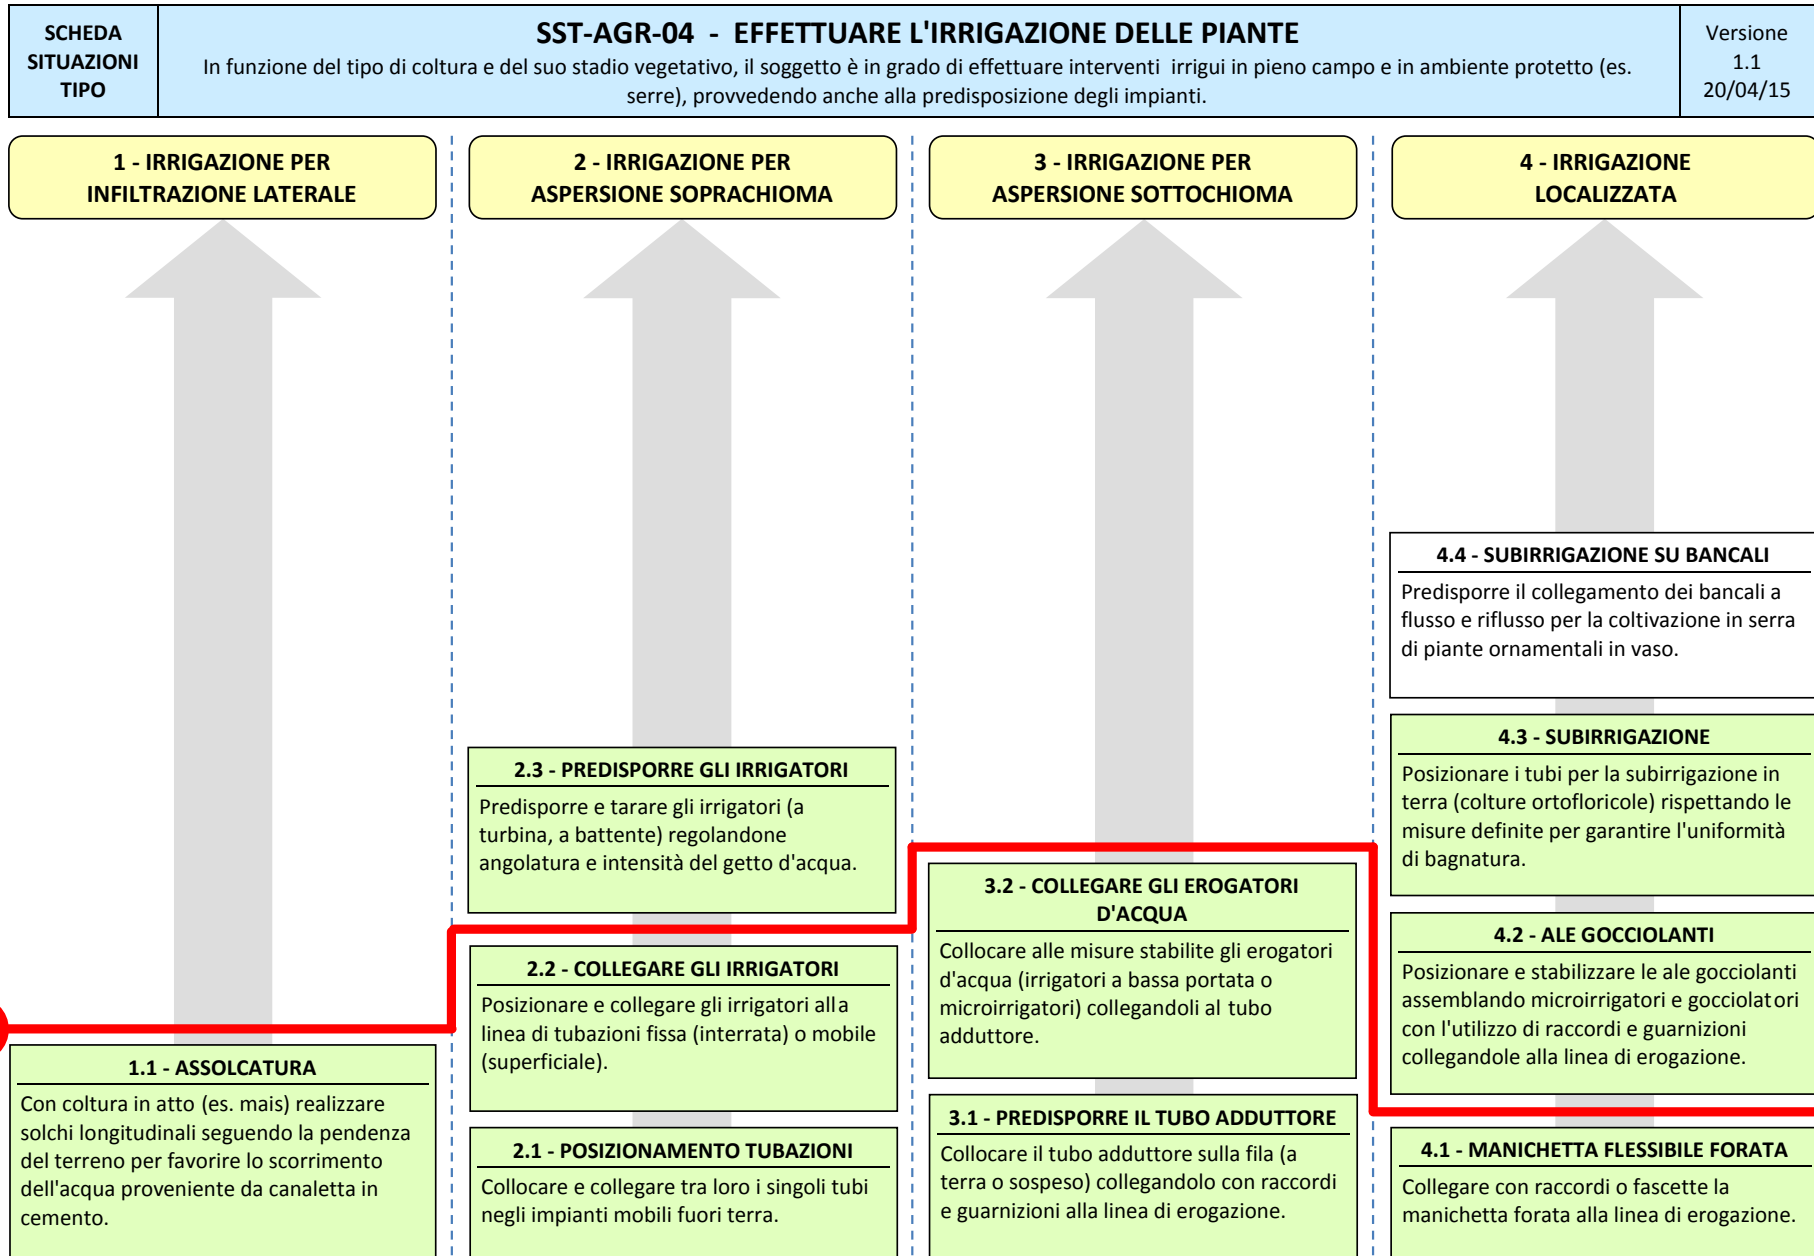 SCHEDA
SITUAZIONI
TIPO
SST-AGR-04 - EFFETTUARE L'IRRIGAZIONE DELLE PIANTE
In funzione del tipo di coltura e del suo stadio vegetativo, il soggetto è in grado di effettuare interventi irrigui in pieno campo e in ambiente protetto (es.
serre), provvedendo anche alla predisposizione degli impianti.
Versione
1.1
20/04/15
1 - IRRIGAZIONE PER
INFILTRAZIONE LATERALE
2 - IRRIGAZIONE PER
ASPERSIONE SOPRACHIOMA
3 - IRRIGAZIONE PER
ASPERSIONE SOTTOCHIOMA
4 - IRRIGAZIONE
LOCALIZZATA
1.1 - ASSOLCATURA
Con coltura in atto (es. mais) realizzare
solchi longitudinali seguendo la pendenza
del terreno per favorire lo scorrimento
dell'acqua proveniente da canaletta in
cemento.
2.3 - PREDISPORRE GLI IRRIGATORI
Predisporre e tarare gli irrigatori (a
turbina, a battente) regolandone
angolatura e intensità del getto d'acqua.
2.2 - COLLEGARE GLI IRRIGATORI
Posizionare e collegare gli irrigatori alla
linea di tubazioni fissa (interrata) o mobile
(superficiale).
2.1 - POSIZIONAMENTO TUBAZIONI
Collocare e collegare tra loro i singoli tubi
negli impianti mobili fuori terra.
3.2 - COLLEGARE GLI EROGATORI
D'ACQUA
Collocare alle misure stabilite gli erogatori
d'acqua (irrigatori a bassa portata o
microirrigatori) collegandoli al tubo
adduttore.
3.1 - PREDISPORRE IL TUBO ADDUTTORE
Collocare il tubo adduttore sulla fila (a
terra o sospeso) collegandolo con raccordi
e guarnizioni alla linea di erogazione.
4.4 - SUBIRRIGAZIONE SU BANCALI
Predisporre il collegamento dei bancali a
flusso e riflusso per la coltivazione in serra
di piante ornamentali in vaso.
4.3 - SUBIRRIGAZIONE
Posizionare i tubi per la subirrigazione in
terra (colture ortofloricole) rispettando le
misure definite per garantire l'uniformità
di bagnatura.
4.2 - ALE GOCCIOLANTI
Posizionare e stabilizzare le ale gocciolanti
assemblando microirrigatori e gocciolatori
con l'utilizzo di raccordi e guarnizioni
collegandole alla linea di erogazione.
4.1 - MANICHETTA FLESSIBILE FORATA
Collegare con raccordi o fascette la
manichetta forata alla linea di erogazione.